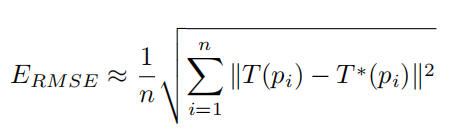 E_{RMSE} ≈ \frac{1}{n} \sqrt{\sum_{i=1}^{n} \|T(p_i) - T^*(p_i)\|^2}